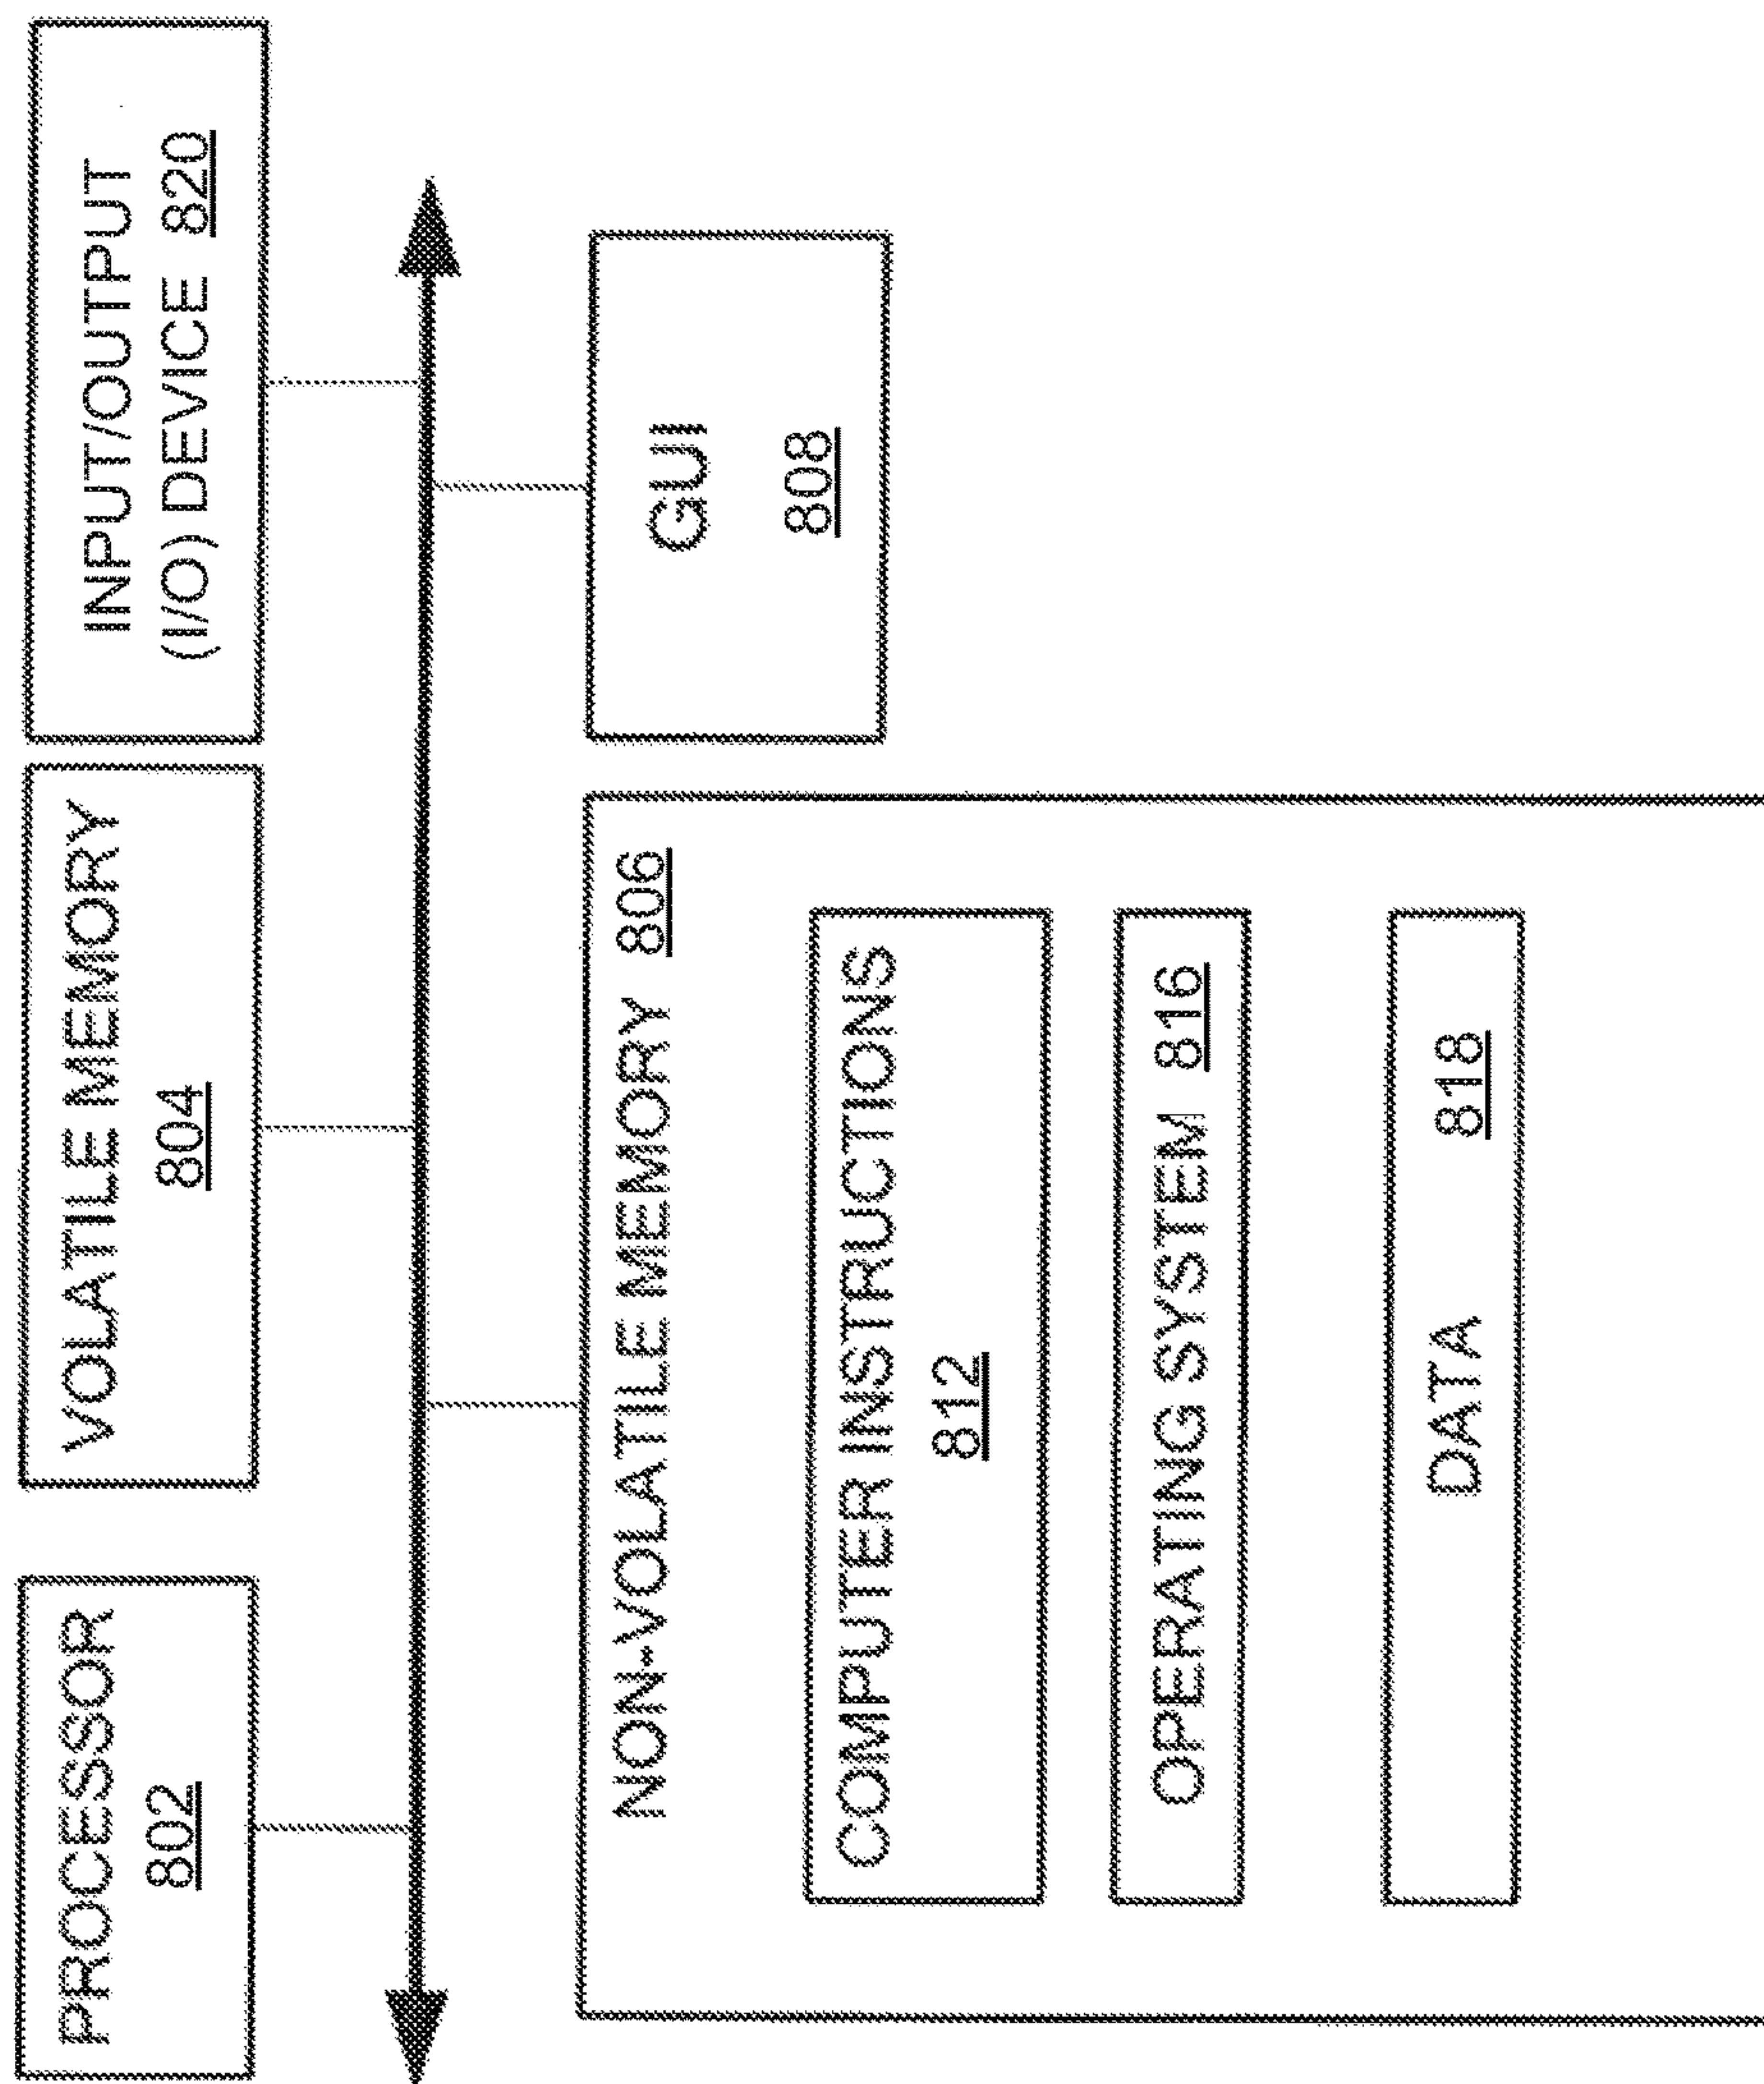 PROCESSOR
802
VOLATILE MEMORY
804
INPUT/OUTPUT
(I/O) DEVICE 820
NON-VOLATILE MEMORY 806
COMPUTER INSTRUCTIONS
812
OPERATING SYSTEM 816
DATA 818
GUI
808